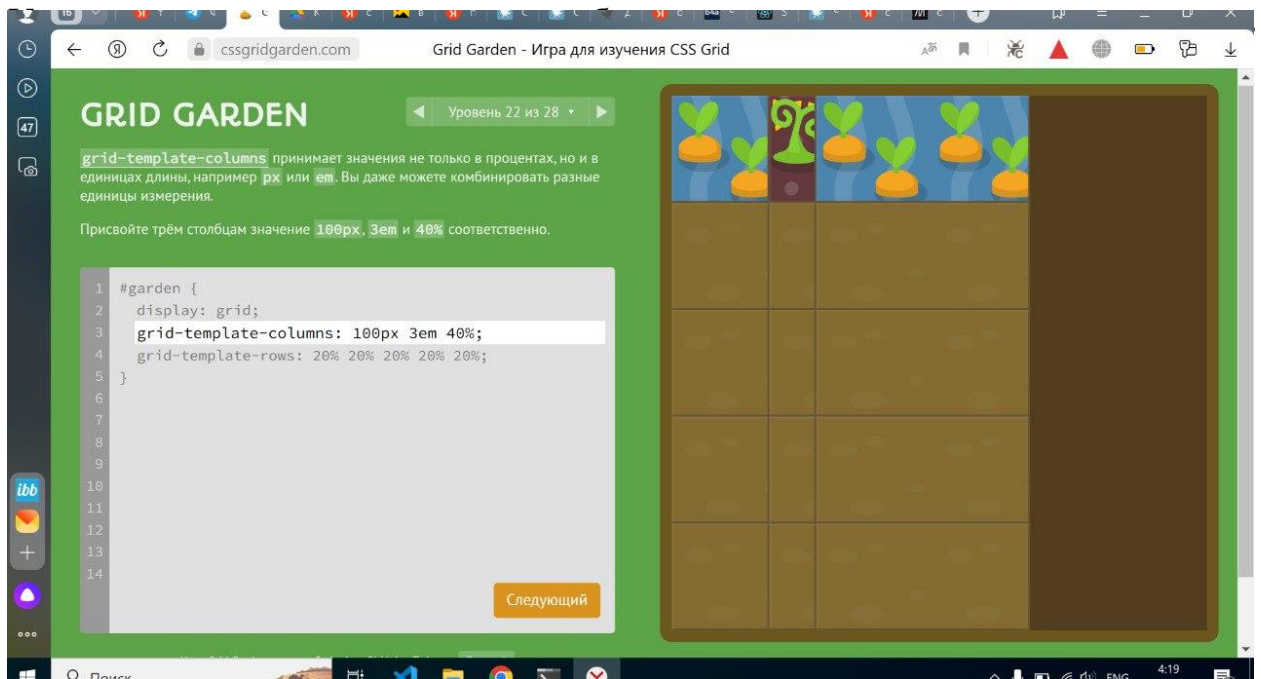 cssgridgarden.com
Grid Garden - Игра для изучения CSS Grid
47
GRID GARDEN
Уровень 22 из 28
grid-template-columns принимает значения не только в процентах, но и в
единицах длины, например px или em. Вы даже можете комбинировать разные
единицы измерения.
Присвойте трём столбцам значение 100px, 3em и 40% соответственно.
1 #garden {
2 display: grid;
3 grid-template-columns: 100px 3em 40%;
4 grid-template-rows: 20% 20% 20% 20% 20%;
5 }
6
7
8
9
10
11
12
13
14
ibb
Следующий
Поиск
ENG
4:19